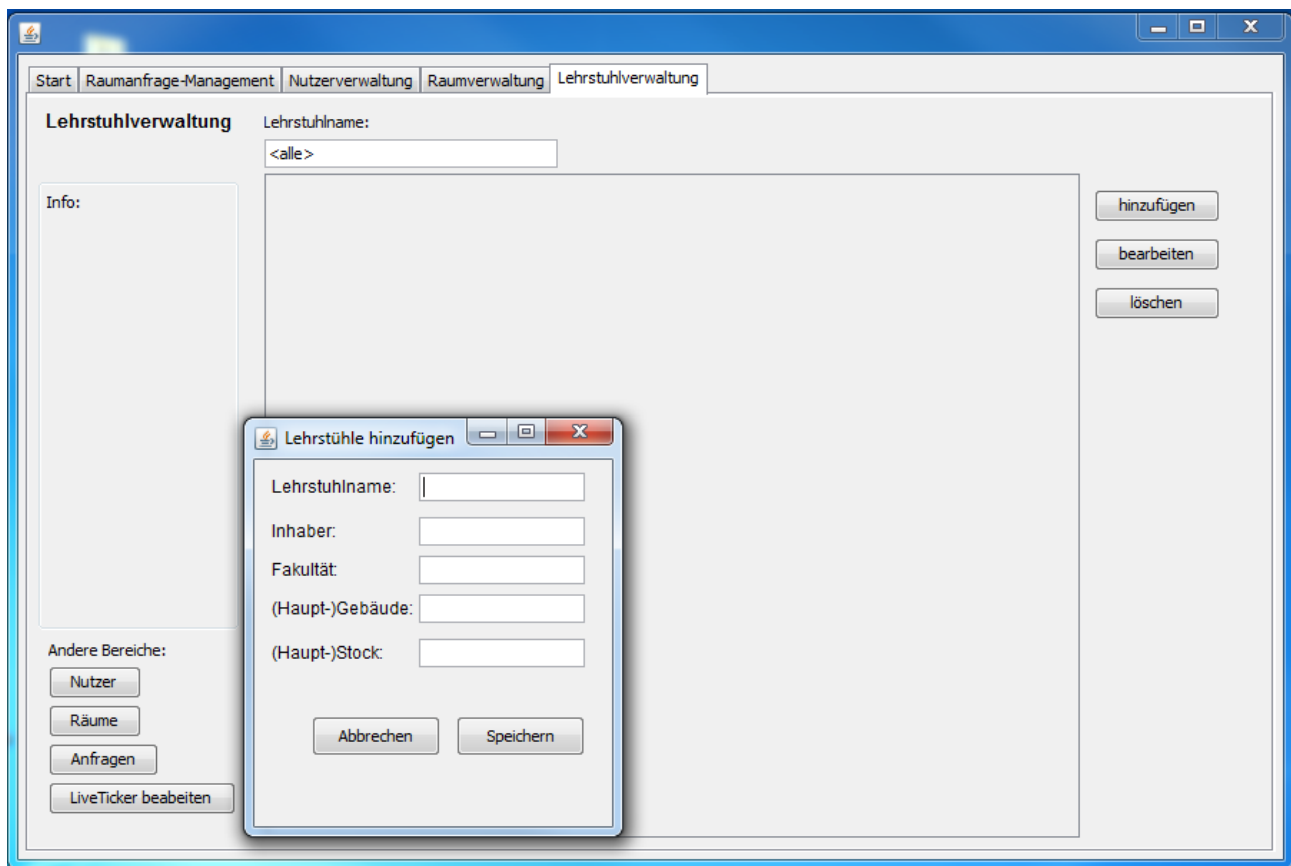 Start Raumanfrage-Management Nutzerverwaltung Raumverwaltung Lehrstuhlverwaltung
Lehrstuhlverwaltung
Lehrstuhlname:
<alle>
Info:
hinzufügen
bearbeiten
löschen
Lehrstühle hinzufügen
Lehrstuhlname:
Inhaber:
Fakultät:
(Haupt-)Gebäude:
(Haupt-)Stock:
Abbrechen Speichern
Andere Bereiche:
Nutzer
Räume
Anfragen
LiveTicker beabeiten